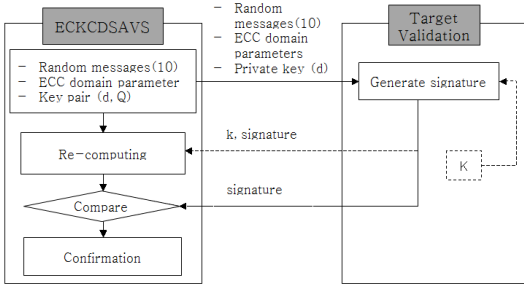 ECKCDSAVS
- Random messages(10)
- ECC domain parameter
- Key pair (d, Q)
Re-computing
Compare
Confirmation
- Random
messages(10)
- ECC domain
parameters
- Private key (d)
k, signature
signature
Target
Validation
Generate signature
K